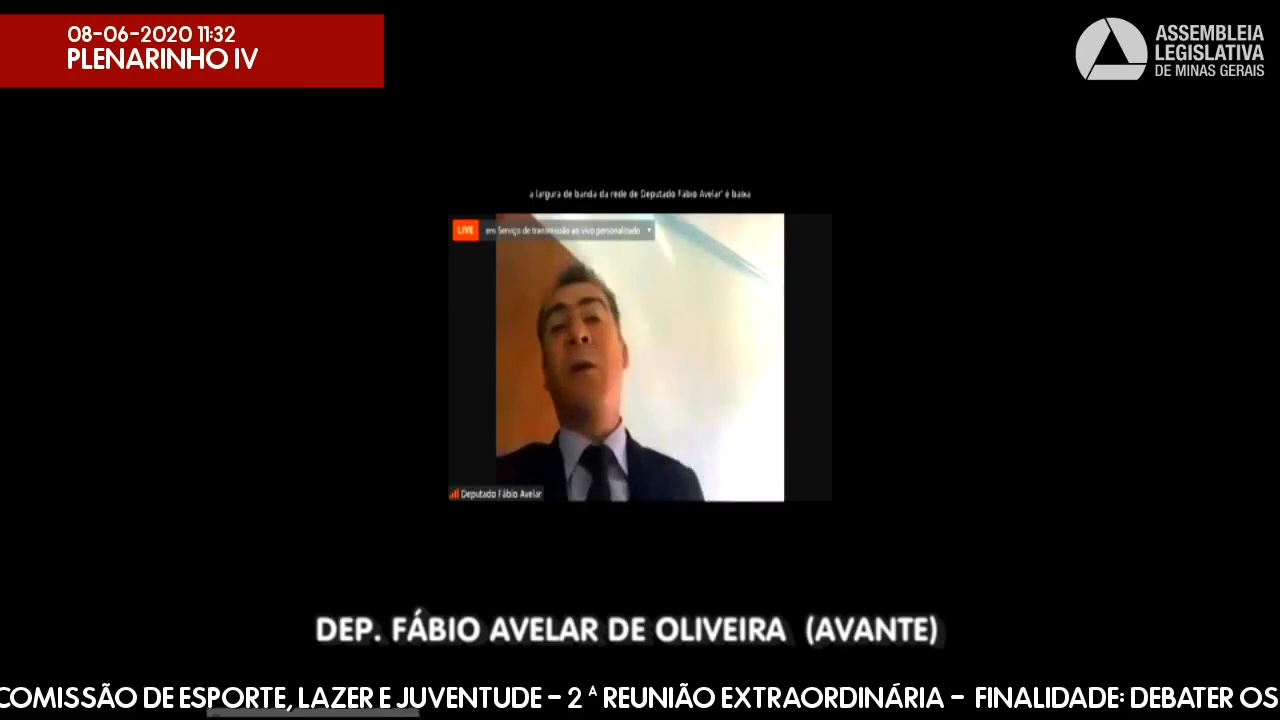 08-06-2020 11:32
PLENARINHO IV
ASSEMBLEIA
LEGISLATIVA
DE MINAS GERAIS
a largura de banda da rede de Deputado Fábio Avelar' é baixa
LIVE em Serviço de transmissão ao vivo personalizado
Deputado Fábio Avelar
DEP. FÁBIO AVELAR DE OLIVEIRA (AVANTE)
COMISSÃO DE ESPORTE, LAZER E JUVENTUDE - 2ª REUNIÃO EXTRAORDINÁRIA - FINALIDADE: DEBATER OS